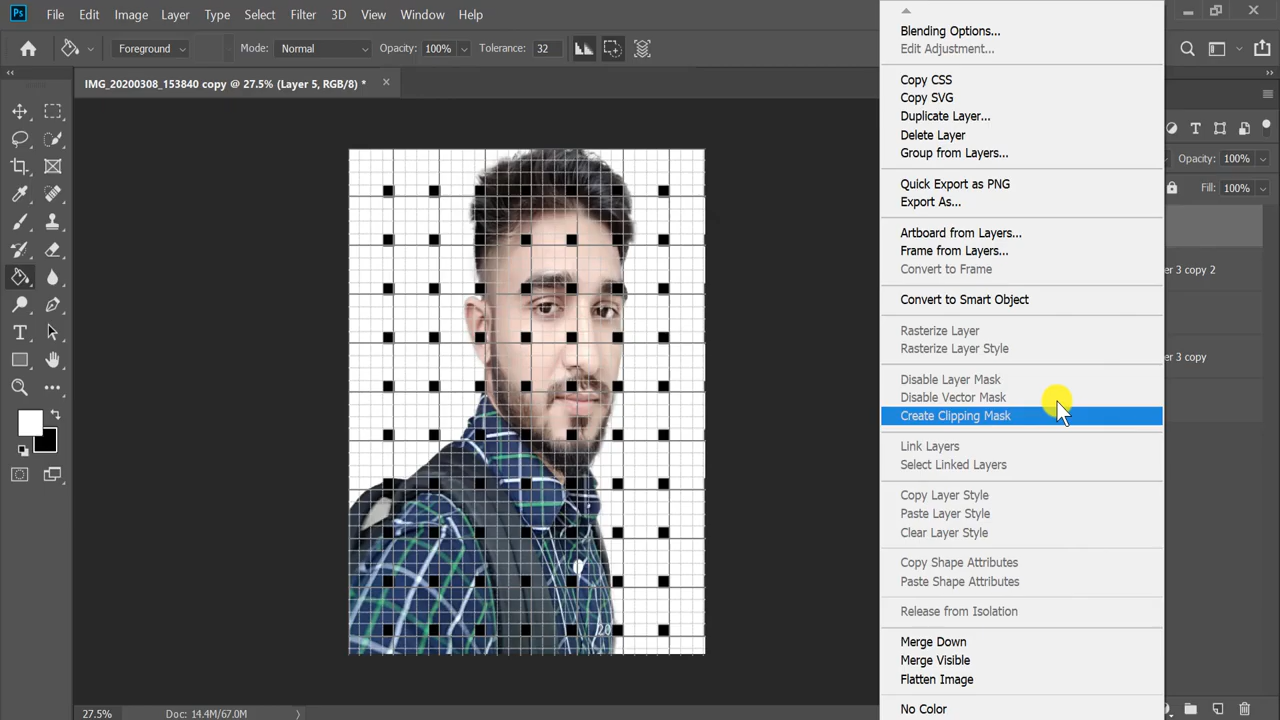 Ps File Edit Image Layer Type Select Filter 3D View Window Help
Foreground Mode: Normal Opacity: 100% Tolerance: 32
IMG_20200308_153840 copy @ 27.5% (Layer 5, RGB/8) *
Blending Options...
Edit Adjustment...
Copy CSS
Copy SVG
Duplicate Layer...
Delete Layer
Group from Layers...
Quick Export as PNG
Export As...
Artboard from Layers...
Frame from Layers...
Convert to Frame
Convert to Smart Object
Rasterize Layer
Rasterize Layer Style
Disable Layer Mask
Disable Vector Mask
Create Clipping Mask
Link Layers
Select Linked Layers
Copy Layer Style
Paste Layer Style
Clear Layer Style
Copy Shape Attributes
Paste Shape Attributes
Release from Isolation
Merge Down
Merge Visible
Flatten Image
No Color
Opacity: 100%
Fill: 100%
er 3 copy 2
er 3 copy
20
27.5% Doc: 14.4M/67.0M